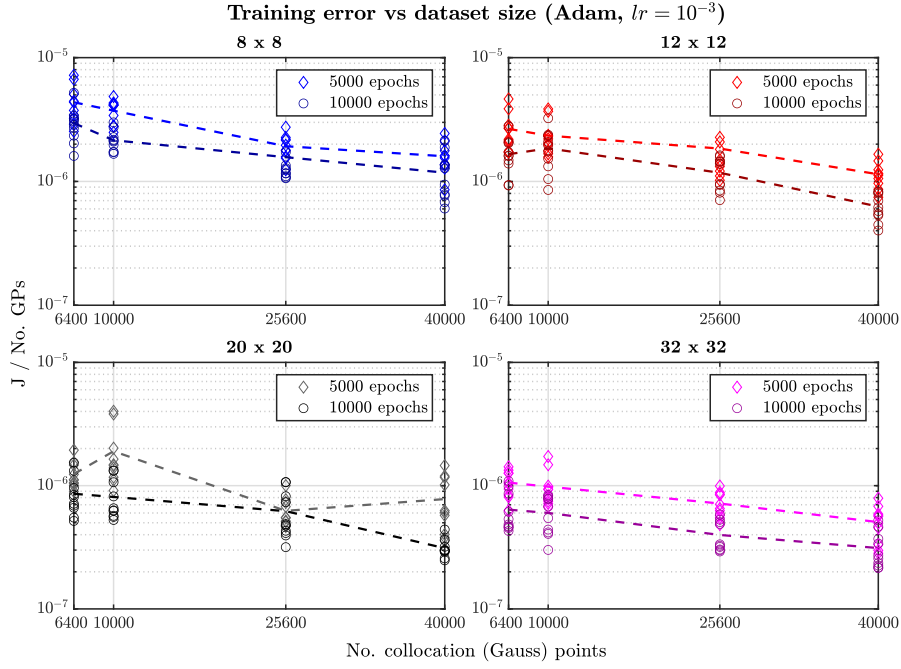 Training error vs dataset size (Adam, $lr = 10^{-3}$)
8 x 8
12 x 12
10^{-5}
10^{-6}
10^{-7}
5000 epochs
10000 epochs
6400 10000 25600 40000
10^{-5}
10^{-6}
10^{-7}
5000 epochs
10000 epochs
6400 10000 25600 40000
J / No. GPs
20 x 20
32 x 32
10^{-5}
10^{-6}
10^{-7}
5000 epochs
10000 epochs
6400 10000 25600 40000
10^{-5}
10^{-6}
10^{-7}
5000 epochs
10000 epochs
6400 10000 25600 40000
No. collocation (Gauss) points